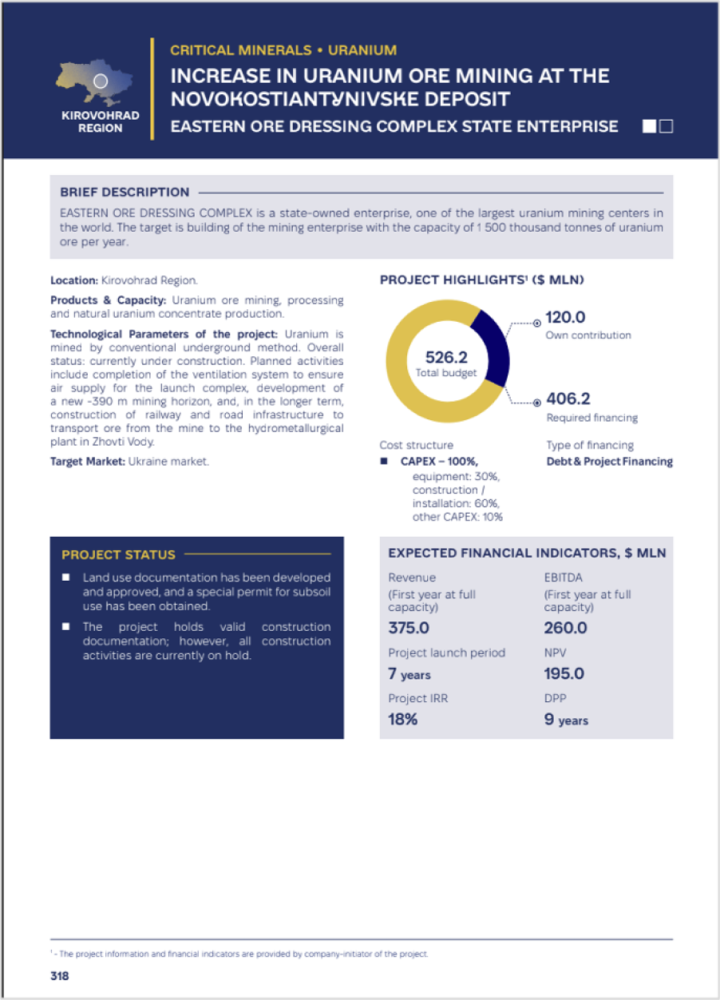 CRITICAL MINERALS • URANIUM
INCREASE IN URANIUM ORE MINING AT THE
NOVOKOSTIANTYNIVSKE DEPOSIT
EASTERN ORE DRESSING COMPLEX STATE ENTERPRISE
KIROVOHRAD
REGION
BRIEF DESCRIPTION
EASTERN ORE DRESSING COMPLEX is a state-owned enterprise, one of the largest uranium mining centers in
the world. The target is building of the mining enterprise with the capacity of 1 500 thousand tonnes of uranium
ore per year.
Location: Kirovohrad Region.
Products & Capacity: Uranium ore mining, processing
and natural uranium concentrate production.
Technological Parameters of the project: Uranium is
mined by conventional underground method. Overall
status: currently under construction. Planned activities
include completion of the ventilation system to ensure
air supply for the launch complex, development of
a new -390 m mining horizon, and, in the longer term,
construction of railway and road infrastructure to
transport ore from the mine to the hydrometallurgical
plant in Zhovti Vody.
Target Market: Ukraine market.
PROJECT HIGHLIGHTS¹ ($ MLN)
526.2
Total budget
120.0
Own contribution
406.2
Required financing
Cost structure
■ CAPEX – 100%,
equipment: 30%,
construction /
installation: 60%,
other CAPEX: 10%
Type of financing
Debt & Project Financing
PROJECT STATUS
■ Land use documentation has been developed
and approved, and a special permit for subsoil
use has been obtained.
■ The project holds valid construction
documentation; however, all construction
activities are currently on hold.
EXPECTED FINANCIAL INDICATORS, $ MLN
Revenue
(First year at full
capacity)
375.0
EBITDA
(First year at full
capacity)
260.0
Project launch period
7 years
NPV
195.0
Project IRR
18%
DPP
9 years
¹ - The project information and financial indicators are provided by company-initiator of the project.
318